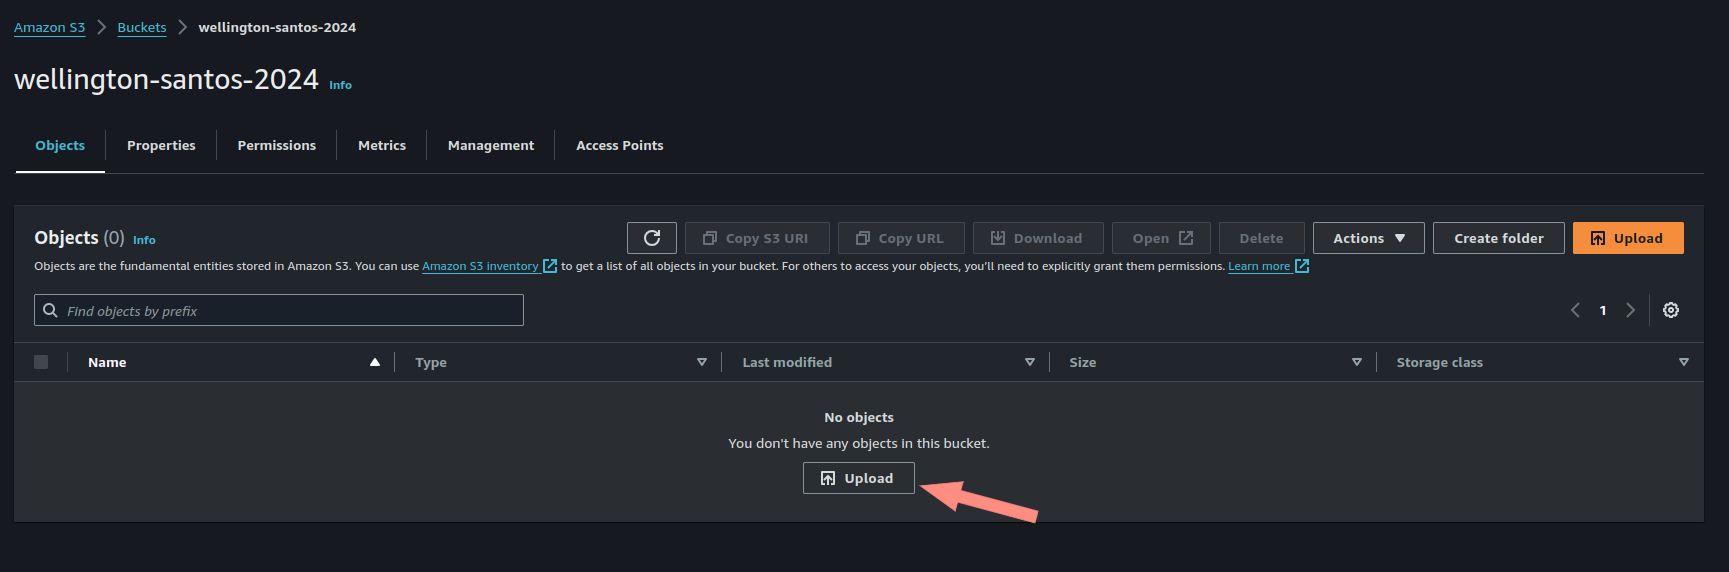 Amazon S3 > Buckets > wellington-santos-2024
wellington-santos-2024 Info
Objects Properties Permissions Metrics Management Access Points
Objects (0) Info Copy S3 URI Copy URL Download Open Delete Actions Create folder Upload
Objects are the fundamental entities stored in Amazon S3. You can use Amazon S3 inventory to get a list of all objects in your bucket. For others to access your objects, you'll need to explicitly grant them permissions. Learn more
Find objects by prefix 1
Name Type Last modified Size Storage class
No objects
You don't have any objects in this bucket.
Upload